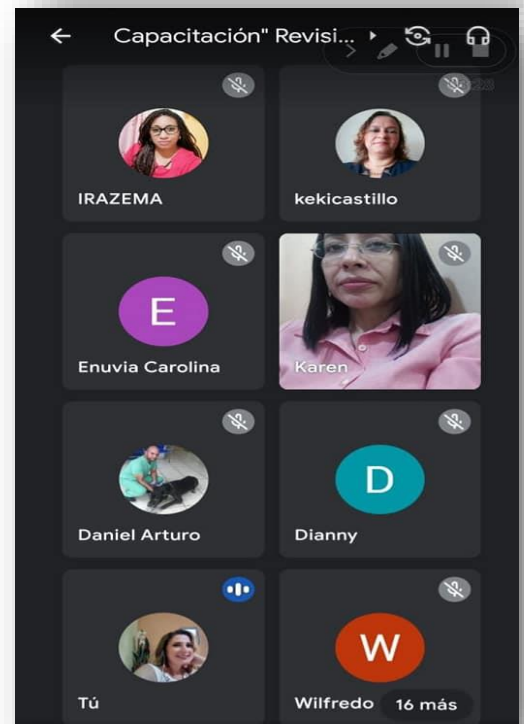 Capacitación" Revisi...
IRAZEMA
kekicastillo
E
Enuvia Carolina
Karen
Daniel Arturo
D
Dianny
Tú
W
Wilfredo
16 más